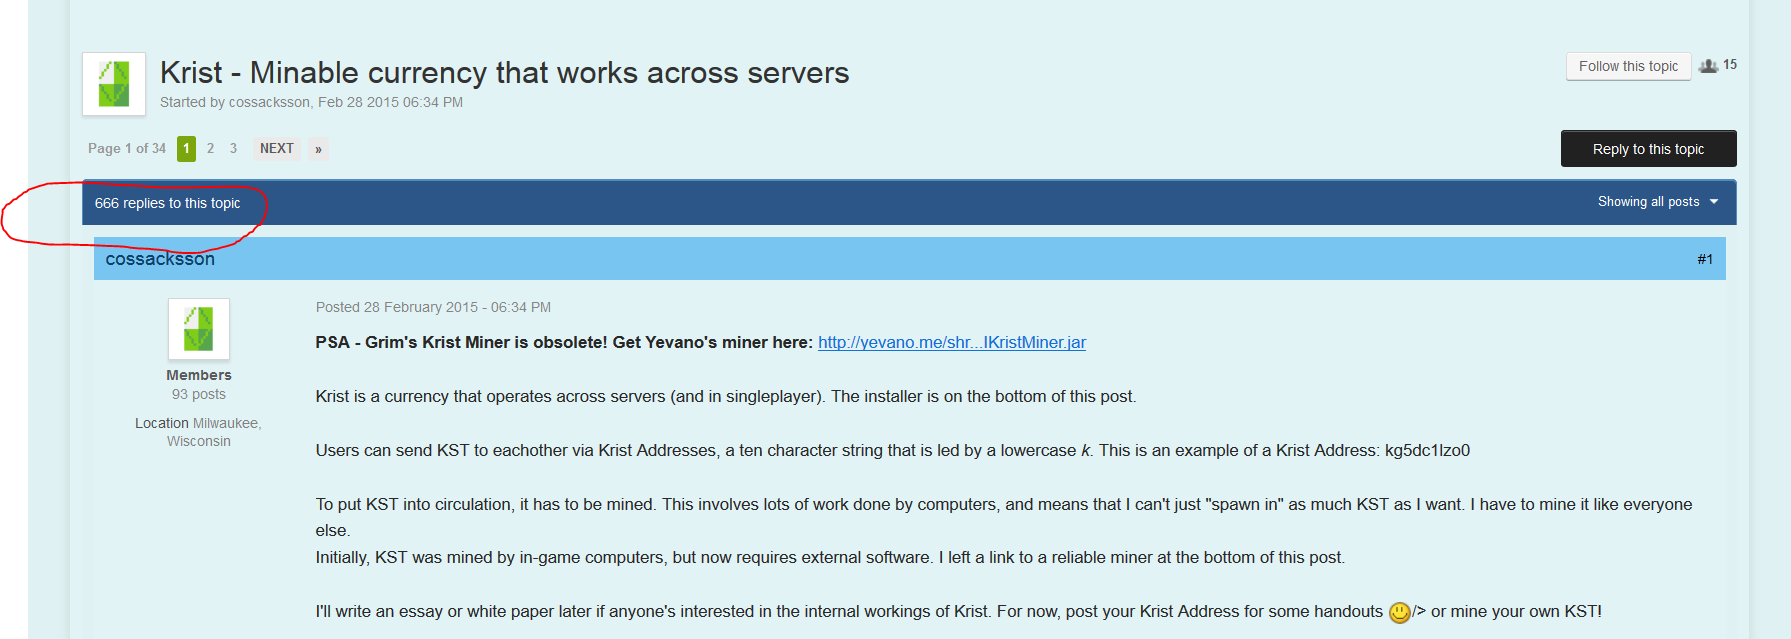 Krist - Minable currency that works across servers
Started by cossacksson, Feb 28 2015 06:34 PM
Follow this topic
15
Page 1 of 34 1 2 3 NEXT »
Reply to this topic
666 replies to this topic
Showing all posts
cossacksson
#1
Members
93 posts
Location Milwaukee,
Wisconsin
Posted 28 February 2015 - 06:34 PM
PSA - Grim's Krist Miner is obsolete! Get Yevano's miner here: http://yevano.me/shr...IKristMiner.jar
Krist is a currency that operates across servers (and in singleplayer). The installer is on the bottom of this post.
Users can send KST to eachother via Krist Addresses, a ten character string that is led by a lowercase k. This is an example of a Krist Address: kg5dc1lzo0
To put KST into circulation, it has to be mined. This involves lots of work done by computers, and means that I can't just "spawn in" as much KST as I want. I have to mine it like everyone
else.
Initially, KST was mined by in-game computers, but now requires external software. I left a link to a reliable miner at the bottom of this post.
I'll write an essay or white paper later if anyone's interested in the internal workings of Krist. For now, post your Krist Address for some handouts /> or mine your own KST!